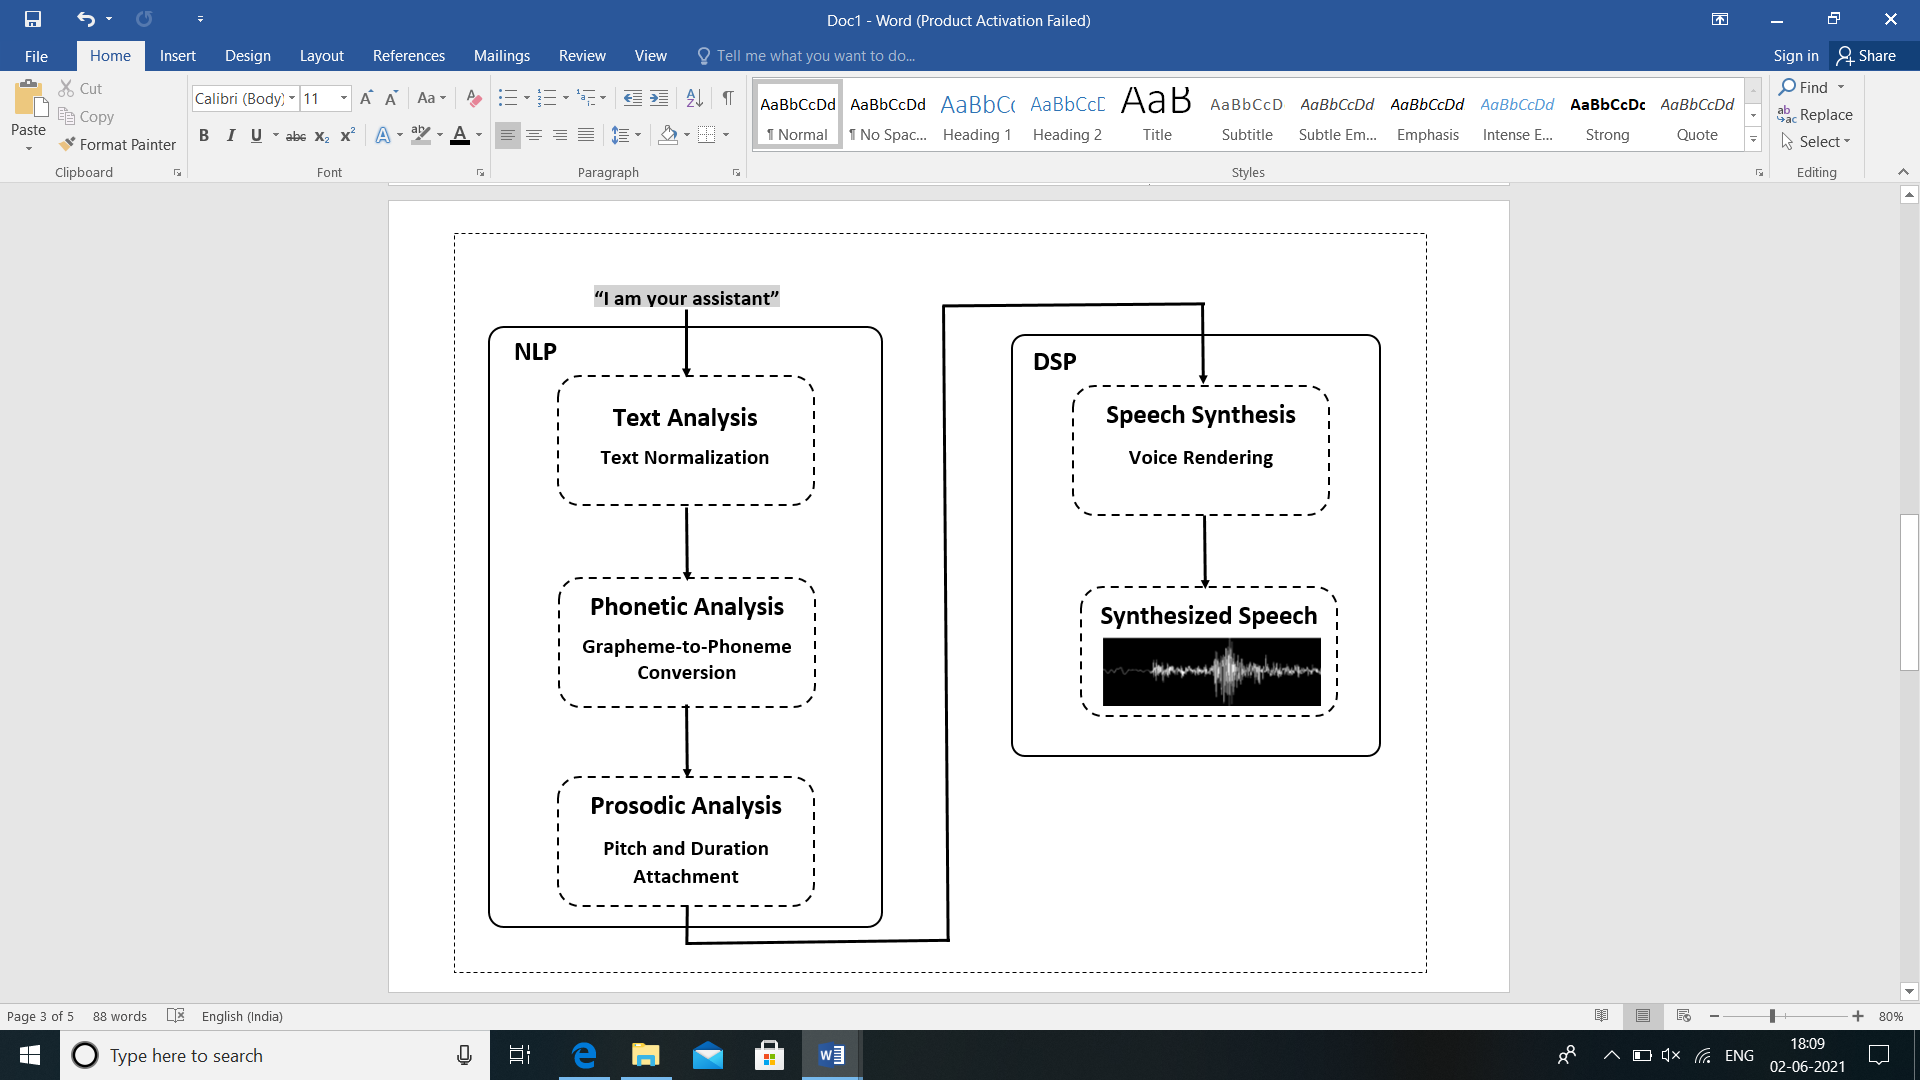 Doc1 - Word (Product Activation Failed)
File Home Insert Design Layout References Mailings Review View Tell me what you want to do... Sign in Share
Paste
Cut
Copy
Format Painter
Clipboard
Calibri (Body) 11
Font
Paragraph
AaBbCcDd AaBbCcDd AaBbC AaBbCcD AaB AaBbCcD AaBbCcDd AaBbCcDd AaBbCcDd AaBbCcDc AaBbCcDd
¶ Normal ¶ No Spac... Heading 1 Heading 2 Title Subtitle Subtle Em... Emphasis Intense E... Strong Quote
Styles
Find
Replace
Select
Editing
“I am your assistant”
NLP
Text Analysis
Text Normalization
Phonetic Analysis
Grapheme-to-Phoneme
Conversion
Prosodic Analysis
Pitch and Duration
Attachment
DSP
Speech Synthesis
Voice Rendering
Synthesized Speech
Page 3 of 5 88 words English (India) 80%
Type here to search
ENG
18:09
02-06-2021